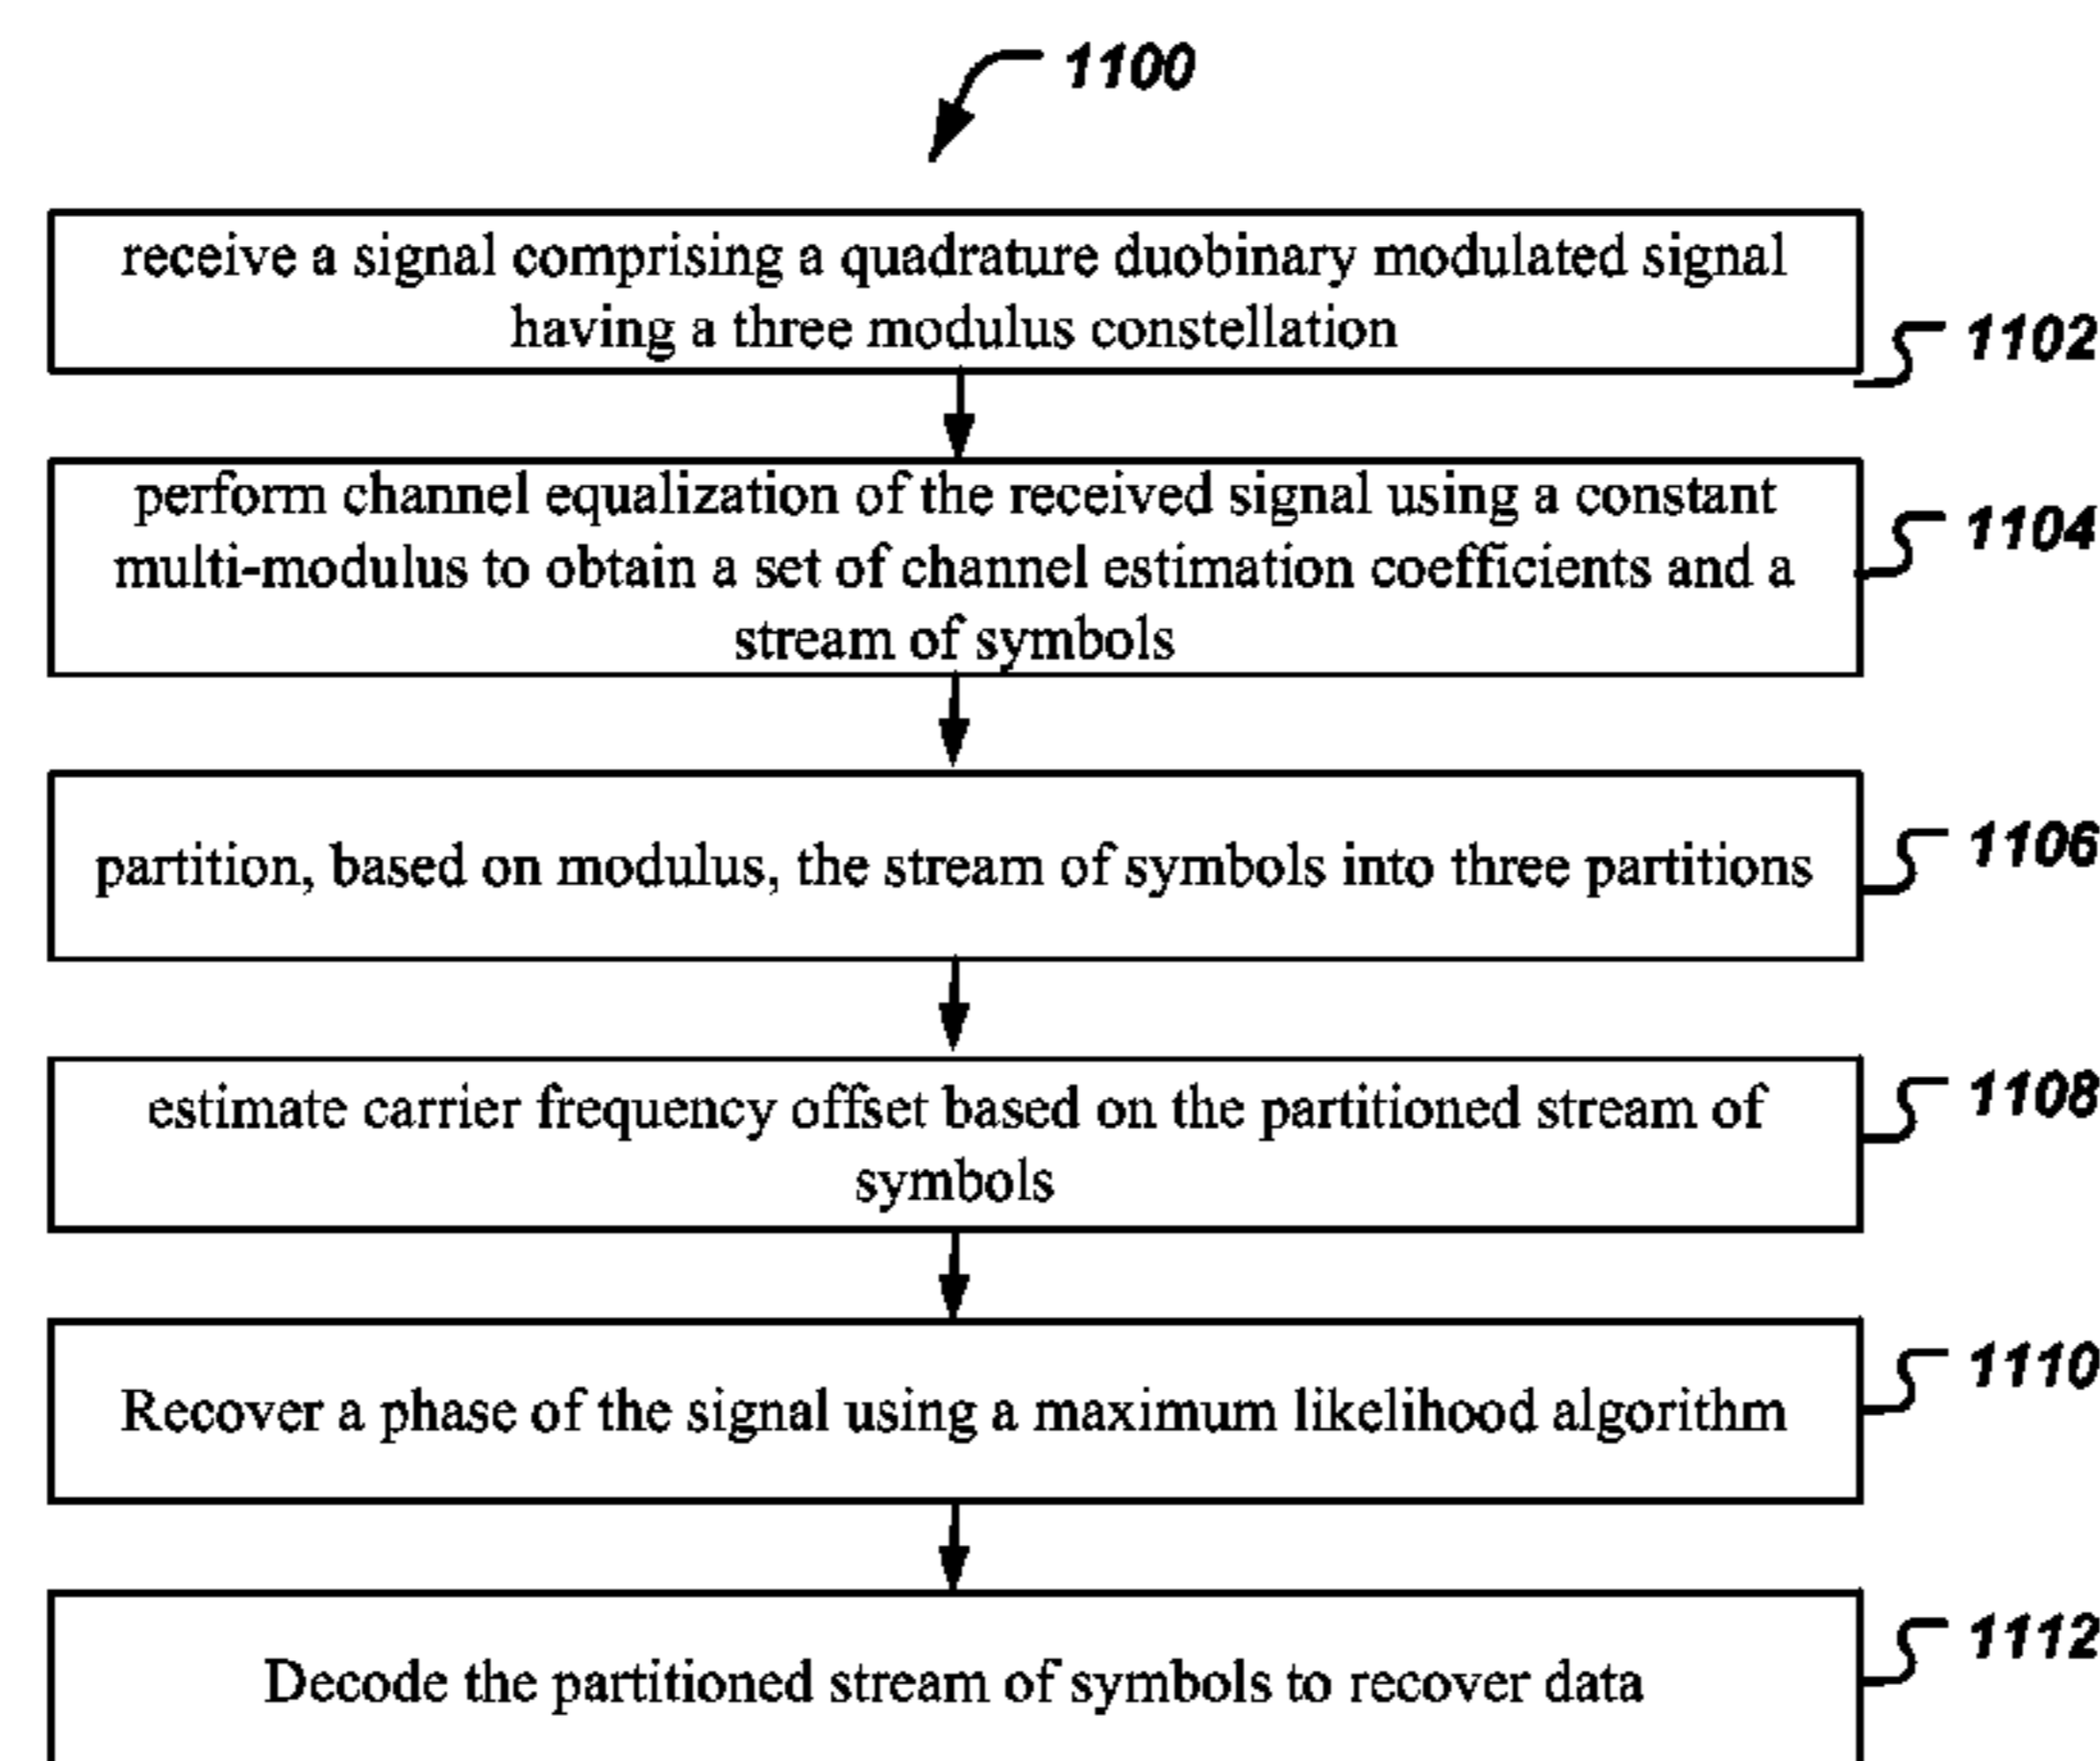 1100
receive a signal comprising a quadrature duobinary modulated signal
having a three modulus constellation
1102
perform channel equalization of the received signal using a constant
multi-modulus to obtain a set of channel estimation coefficients and a
stream of symbols
1104
partition, based on modulus, the stream of symbols into three partitions
1106
estimate carrier frequency offset based on the partitioned stream of
symbols
1108
Recover a phase of the signal using a maximum likelihood algorithm
1110
Decode the partitioned stream of symbols to recover data
1112